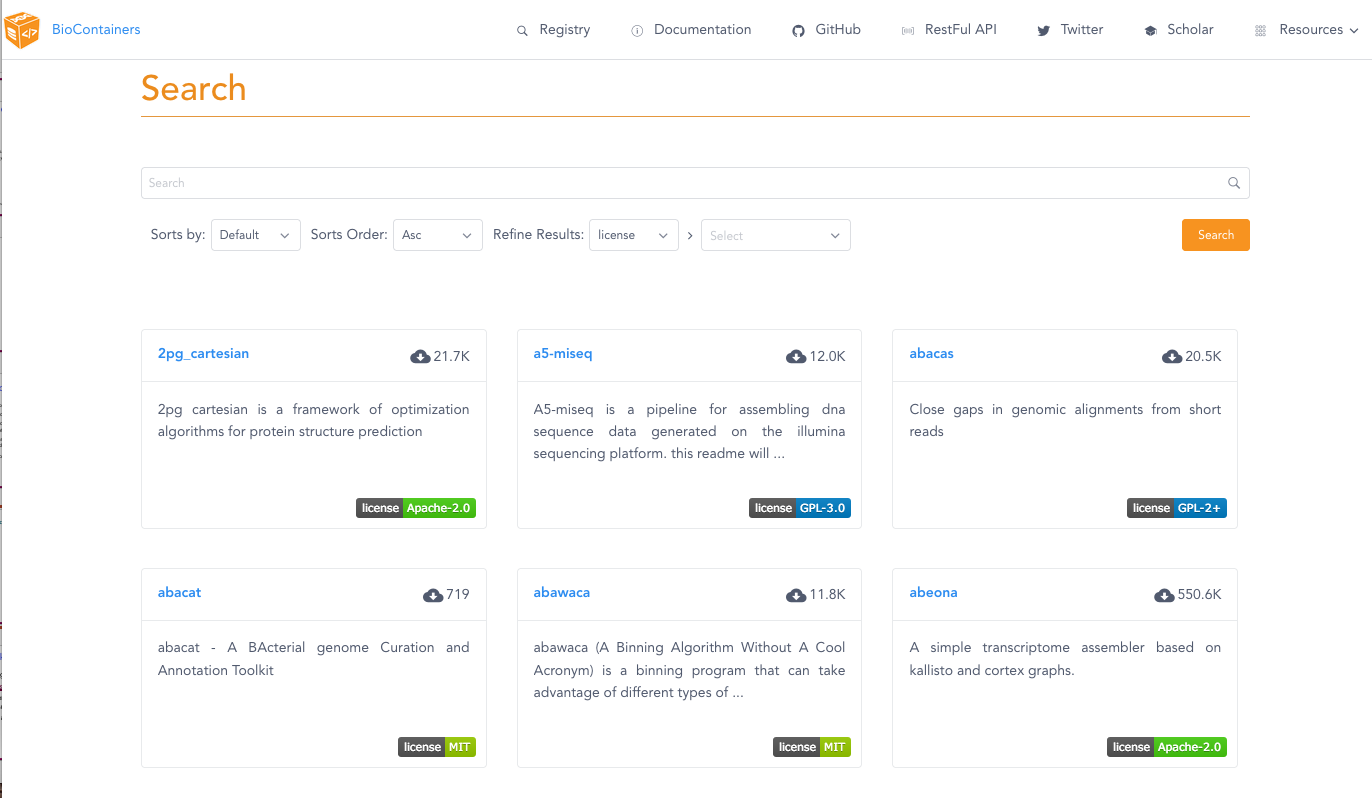 BioContainers
Registry
Documentation
GitHub
RestFul API
Twitter
Scholar
Resources
Search
Search
Sorts by: Default Sorts Order: Asc Refine Results: license > Select Search
2pg_cartesian 21.7K
2pg cartesian is a framework of optimization
algorithms for protein structure prediction
license Apache-2.0
a5-miseq 12.0K
A5-miseq is a pipeline for assembling dna
sequence data generated on the illumina
sequencing platform. this readme will ...
license GPL-3.0
abacas 20.5K
Close gaps in genomic alignments from short
reads
license GPL-2+
abacat 719
abacat - A BActerial genome Curation and
Annotation Toolkit
license MIT
abawaca 11.8K
abawaca (A Binning Algorithm Without A Cool
Acronym) is a binning program that can take
advantage of different types of ...
license MIT
abeona 550.6K
A simple transcriptome assembler based on
kallisto and cortex graphs.
license Apache-2.0